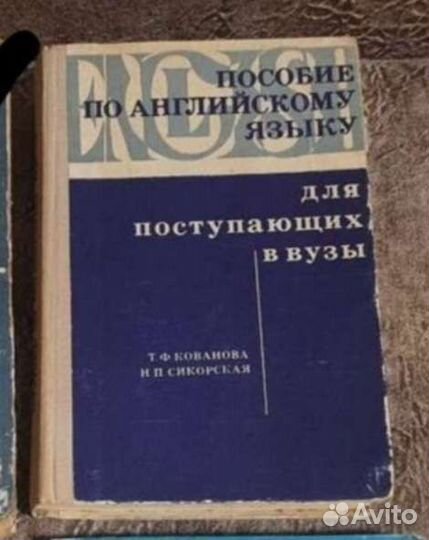 ENGLISH
ПОСОБИЕ
ПО АНГЛИЙСКОМУ
ЯЗЫКУ
для
поступающих
в вузы
Т. Ф КОВАНОВА
И П СИКОРСКАЯ
Avito